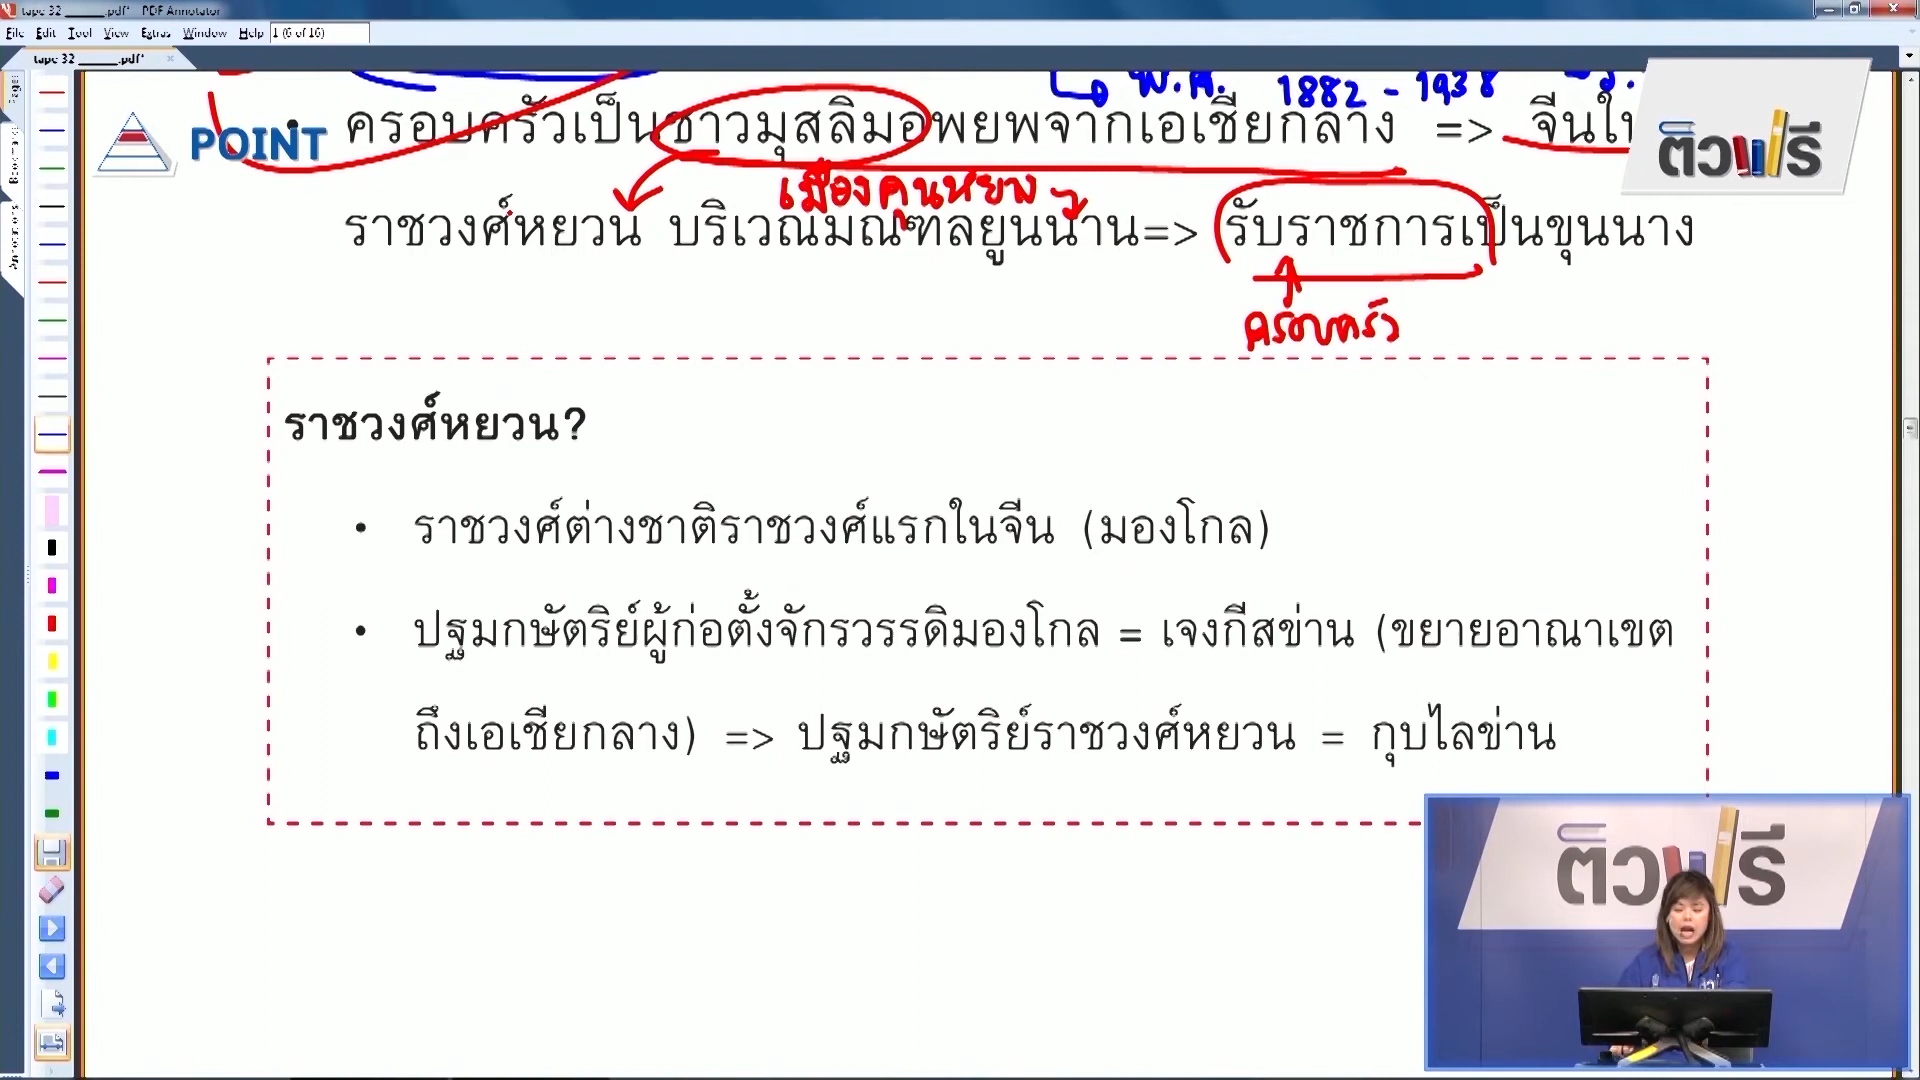 tapc 32 _____.pdf* - PDF Annotator
File Edit Tool View Extras Window Help 1 (6 of 16)
tapc 32 _____.pdf*
1882 - 1938
POINT
ครอบครัวเป็นชาวมุสลิมอพยพจากเอเชียกลาง => จีนใน
ติวฟรี
เมืองคุนหยาง
ราชวงศ์หยวน บริเวณมณฑลยูนนาน=> รับราชการเป็นขุนนาง
ครอบครัว
ราชวงศ์หยวน?
• ราชวงศ์ต่างชาติราชวงศ์แรกในจีน (มองโกล)
• ปฐมกษัตริย์ผู้ก่อตั้งจักรวรรดิมองโกล = เจงกีสข่าน (ขยายอาณาเขต
ถึงเอเชียกลาง) => ปฐมกษัตริย์ราชวงศ์หยวน = กุบไลข่าน
ติวฟรี